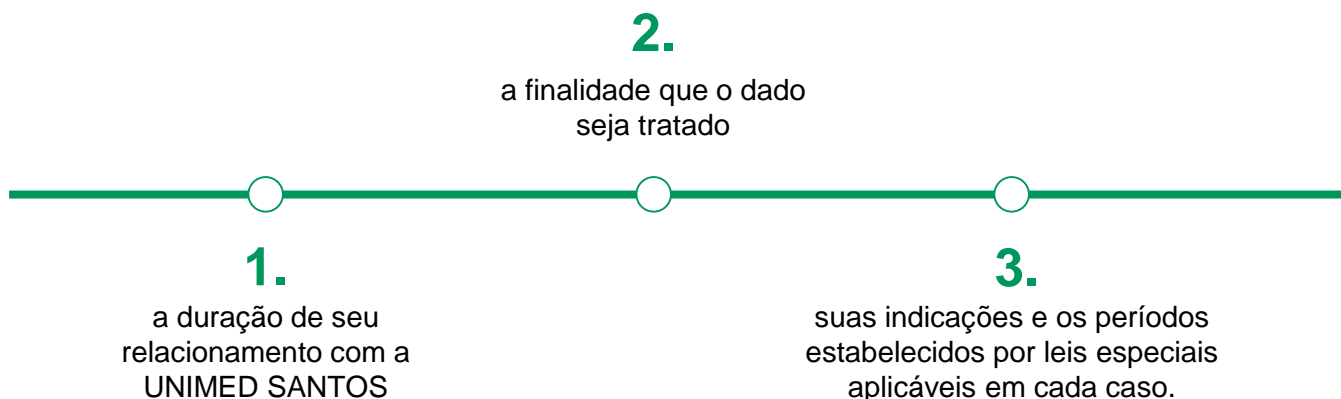 1.
a duração de seu
relacionamento com a
UNIMED SANTOS
2.
a finalidade que o dado
seja tratado
3.
suas indicações e os períodos
estabelecidos por leis especiais
aplicáveis em cada caso.